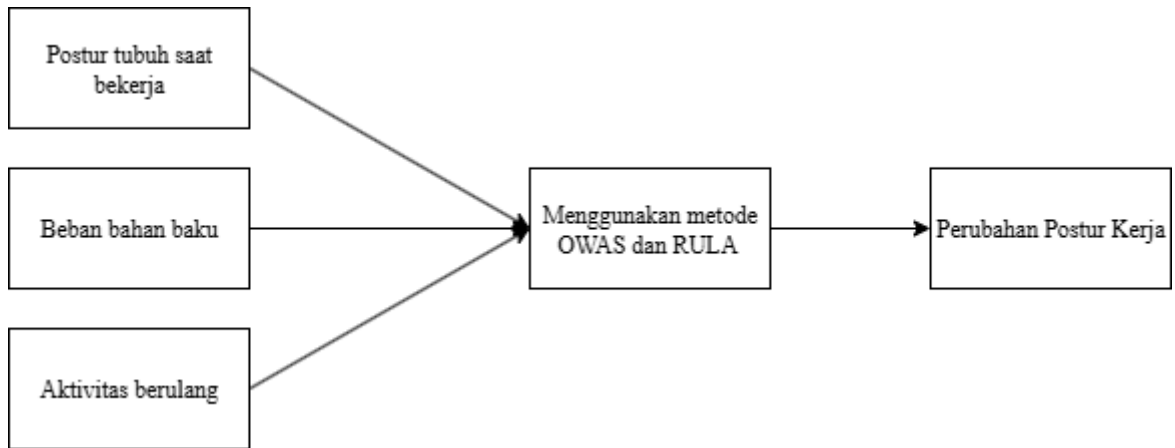 Postur tubuh saat
bekerja
Beban bahan baku
Aktivitas berulang
Menggunakan metode
OWAS dan RULA
Perubahan Postur Kerja